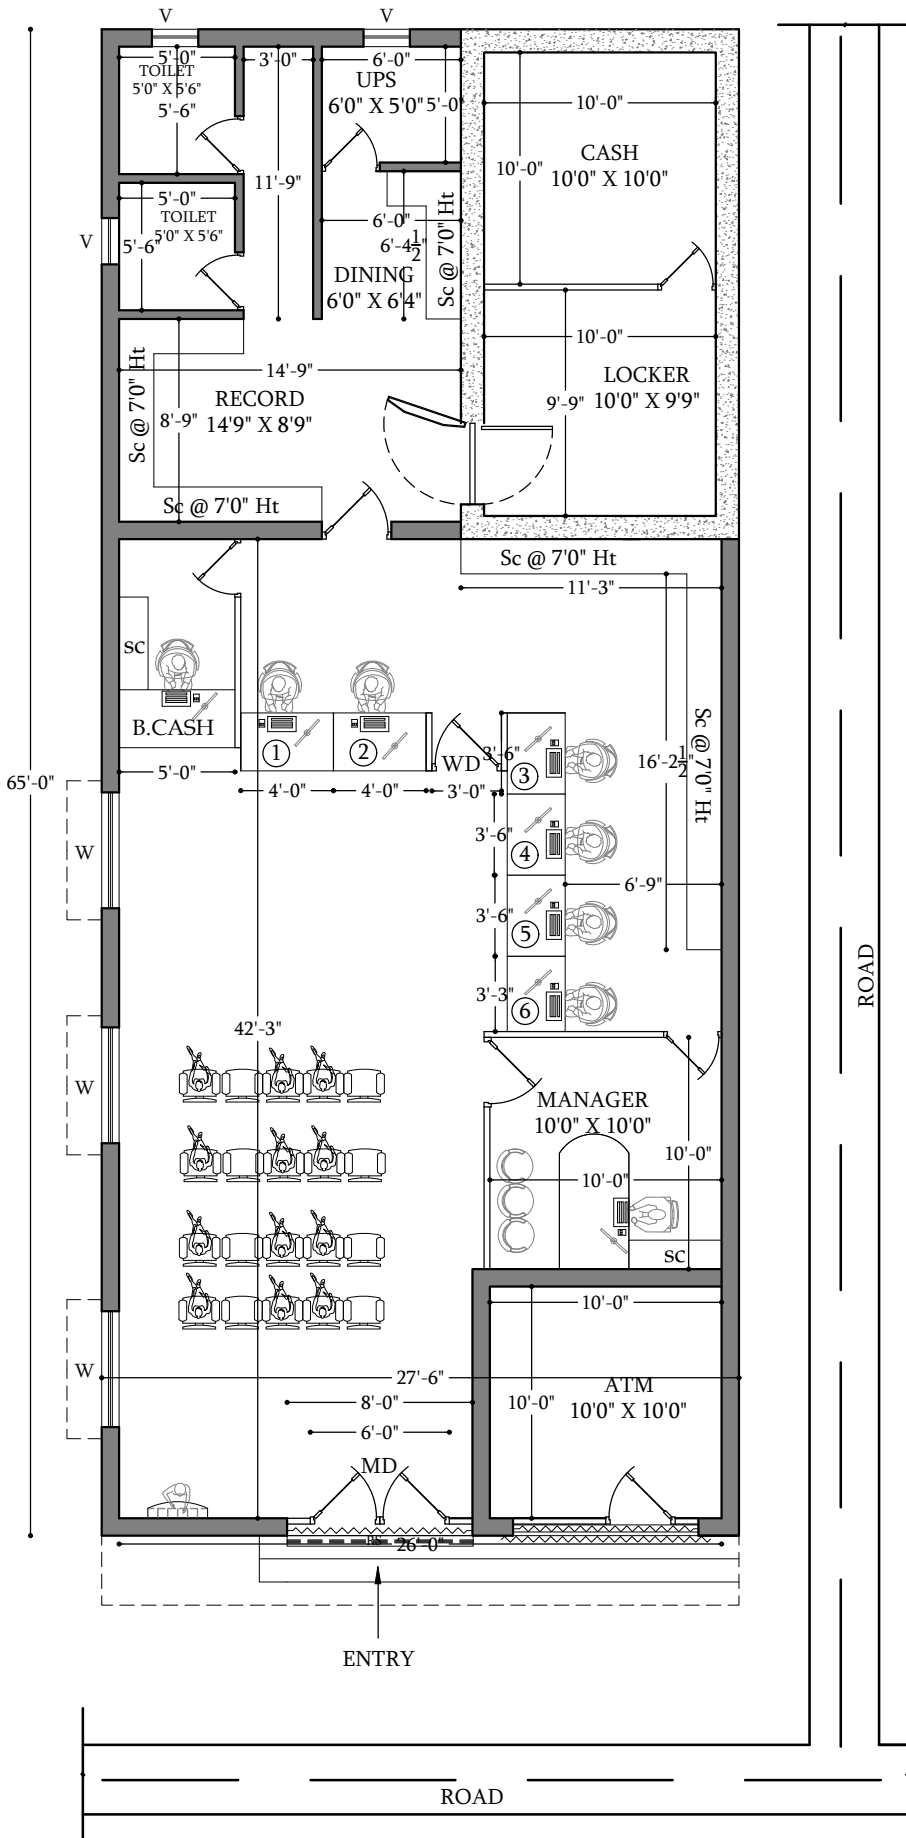 V
V
5'-0"
3'-0"
6'-0"
TOILET
5'0" X 5'6"
5'-6"
UPS
6'0" X 5'0"
5'-0"
10'-0"
CASH
10'0" X 10'0"
10'-0"
11'-9"
5'-0"
TOILET
5'0" X 5'6"
5'-6"
V
6'-0"
6'-4 1/2"
DINING
6'0" X 6'4"
Sc @ 7'0" Ht
10'-0"
LOCKER
10'0" X 9'9"
9'-9"
14'-9"
RECORD
14'9" X 8'9"
8'-9"
Sc @ 7'0" Ht
Sc @ 7'0" Ht
Sc @ 7'0" Ht
11'-3"
sc
B.CASH
5'-0"
1
2
WD
3'-6"
3
4'-0"
4'-0"
3'-0"
16'-2 1/2"
Sc @ 7'0" Ht
65'-0"
W
3'-6"
4
6'-9"
3'-6"
5
3'-3"
6
ROAD
42'-3"
W
MANAGER
10'0" X 10'0"
10'-0"
10'-0"
sc
10'-0"
W
27'-6"
ATM
10'0" X 10'0"
10'-0"
8'-0"
6'-0"
MD
RS
26'-0"
ENTRY
ROAD